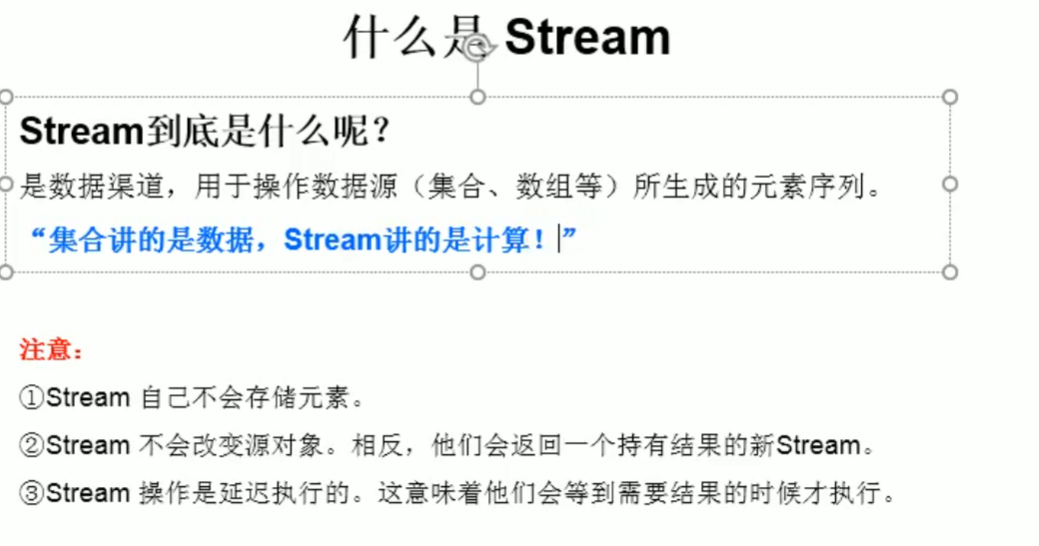 什么是 Stream
Stream到底是什么呢？
是数据渠道，用于操作数据源（集合、数组等）所生成的元素序列。
“集合讲的是数据，Stream讲的是计算！”
注意：
①Stream 自己不会存储元素。
②Stream 不会改变源对象。相反，他们会返回一个持有结果的新Stream。
③Stream 操作是延迟执行的。这意味着他们会等到需要结果的时候才执行。